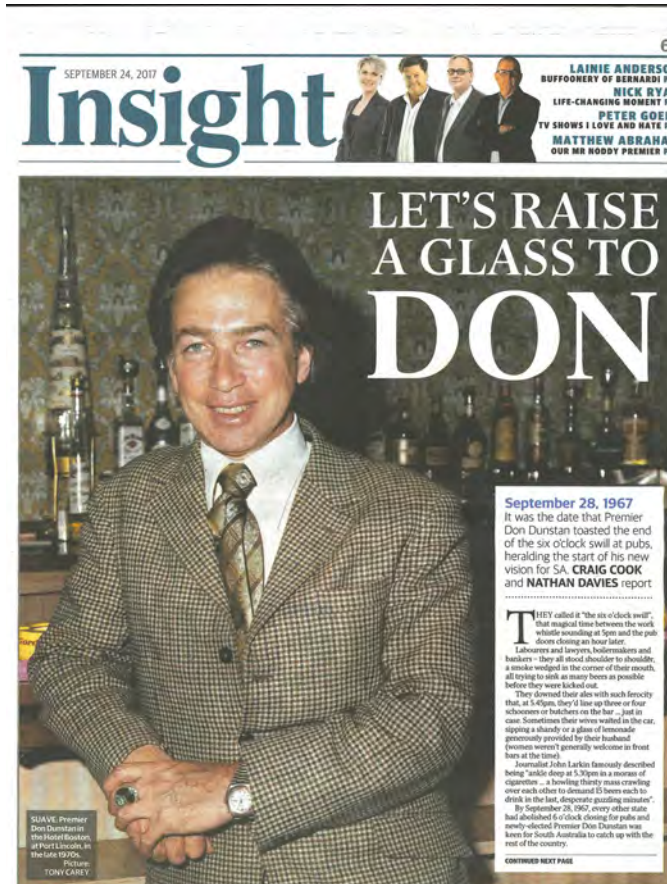 SEPTEMBER 24, 2017
Insight
LAINIE ANDERSO
BUFFOONERY OF BERNARDI
NICK RYA
LIFE-CHANGING MOMENT
PETER GOE
TV SHOWS I LOVE AND HATE
MATTHEW ABRAHA
OUR MR NODDY PREMIER
LET'S RAISE
A GLASS TO
DON
September 28, 1967
It was the date that Premier
Don Dunstan toasted the end
of the six o'clock swill at pubs,
heralding the start of his new
vision for SA. CRAIG COOK
and NATHAN DAVIES report
THEY called it "the six o'clock swill",
that magical time between the work
whistle sounding at 5pm and the pub
doors closing an hour later.
Labourers and lawyers, boilermakers and
bankers – they all stood shoulder to shoulder,
a smoke wedged in the corner of their mouth,
all trying to sink as many beers as possible
before they were kicked out.
They downed their ales with such ferocity
that, at 5.45pm, they'd line up three or four
schooners or butchers on the bar ... just in
case. Sometimes their wives waited in the car,
sipping a shandy or a glass of lemonade
generously provided by their husband
(women weren't generally welcome in front
bars at the time).
Journalist John Larkin famously described
being "ankle deep at 5.30pm in a morass of
cigarettes ... a howling thirsty mass crawling
over each other to demand 15 beers each to
drink in the last, desperate guzzling minutes".
By September 28, 1967, every other state
had abolished 6 o'clock closing for pubs and
newly-elected Premier Don Dunstan was
keen for South Australia to catch up with the
rest of the country.
CONTINUED NEXT PAGE
SUAVE: Premier
Don Dunstan in
the Hotel Boston,
at Port Lincoln, in
the late 1970s.
Picture:
TONY CAREY